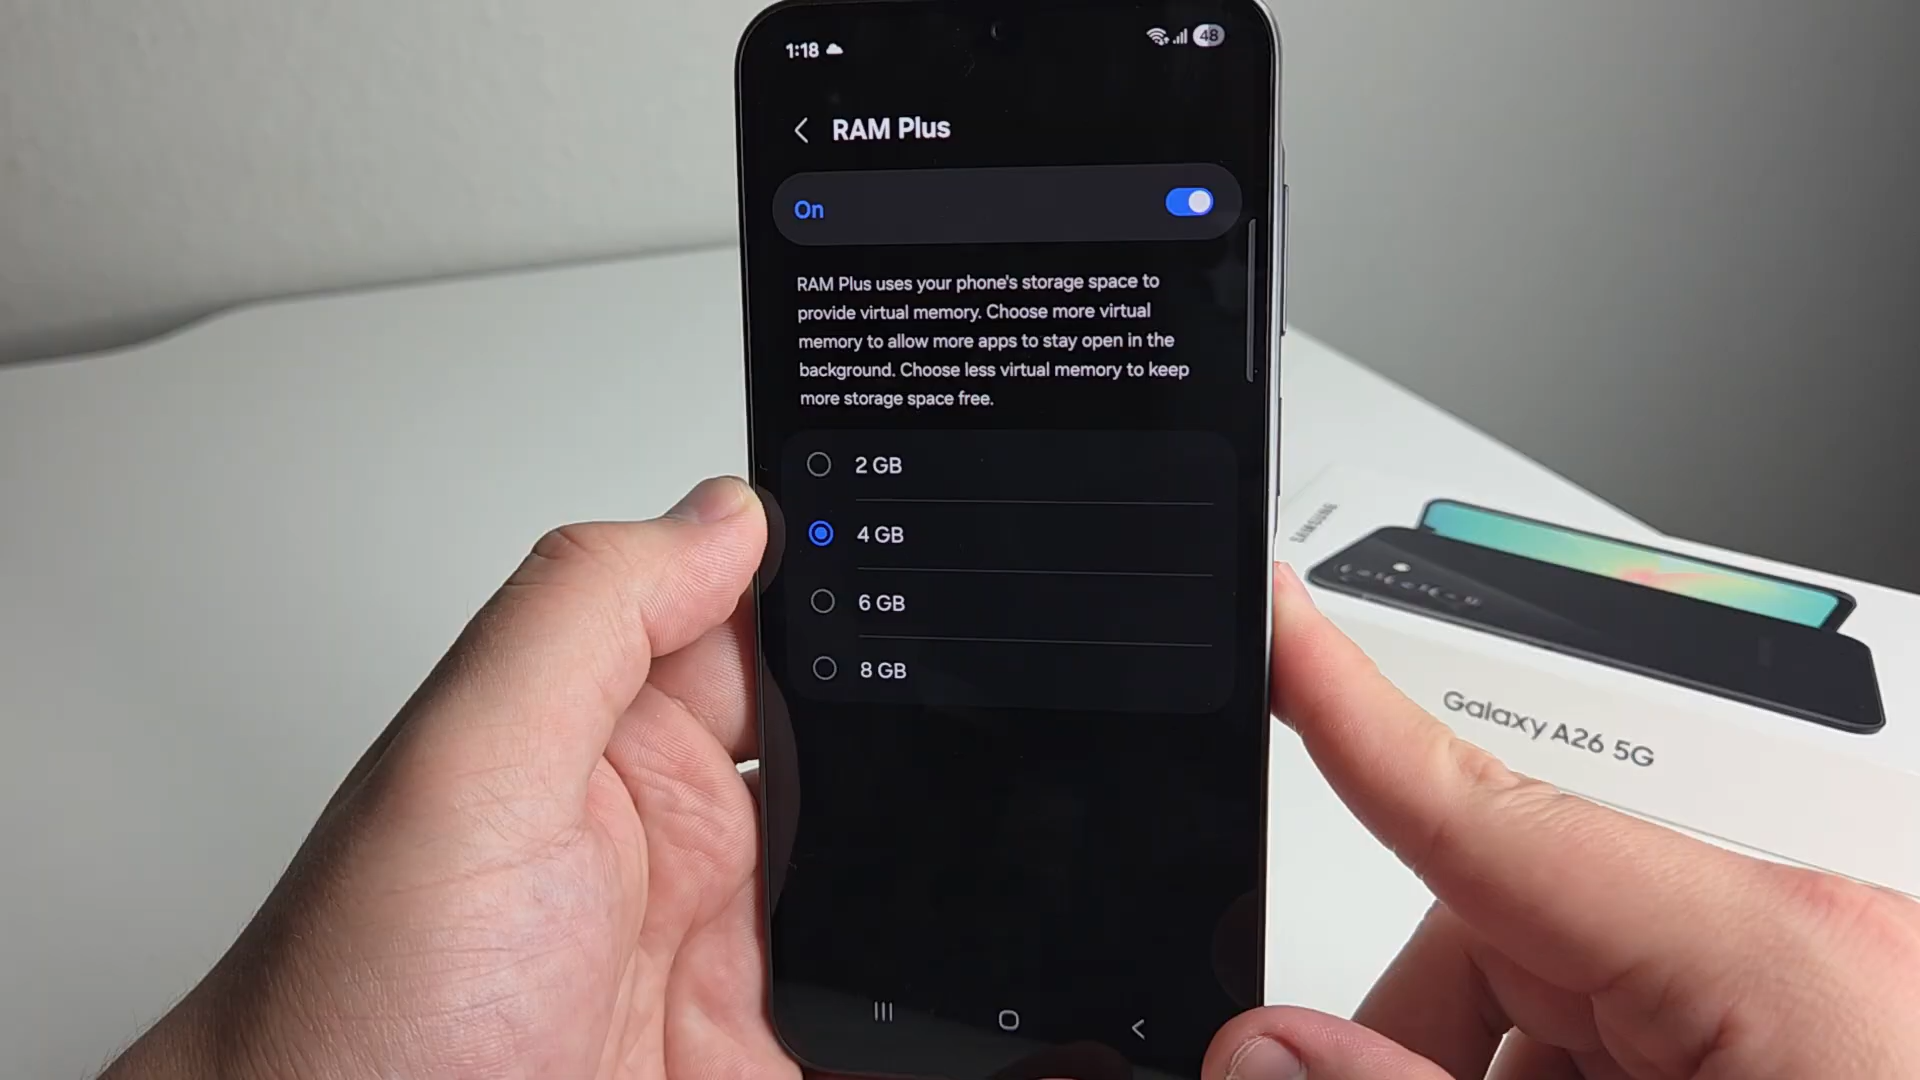 1:18
48
RAM Plus
On
RAM Plus uses your phone's storage space to
provide virtual memory. Choose more virtual
memory to allow more apps to stay open in the
background. Choose less virtual memory to keep
more storage space free.
2 GB
4 GB
6 GB
8 GB
SAMSUNG
Galaxy A26 5G